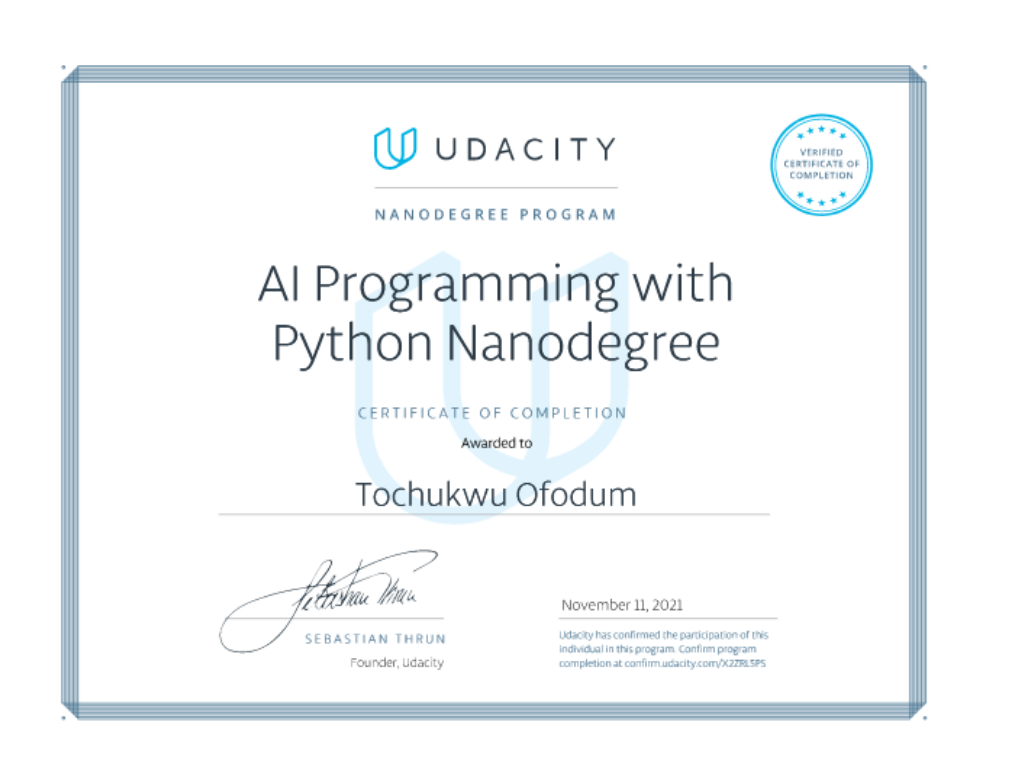 UDACITY
VERIFIED
CERTIFICATE OF
COMPLETION
NANODEGREE PROGRAM
AI Programming with
Python Nanodegree
CERTIFICATE OF COMPLETION
Awarded to
Tochukwu Ofodum
Sebastian Thrun
SEBASTIAN THRUN
Founder, Udacity
November 11, 2021
Udacity has confirmed the participation of this
individual in this program. Confirm program
completion at confirm.udacity.com/X2ZRL5P5